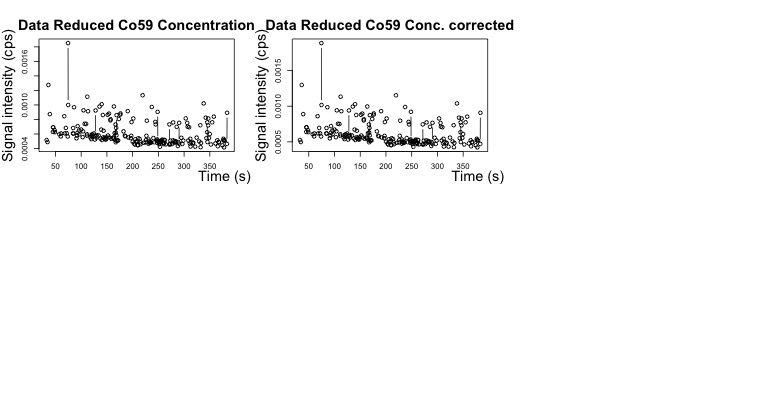 Data Reduced Co59 Concentration
Signal intensity (cps)
0.0004 0.0010 0.0016
50 100 150 200 250 300 350
Time (s)
Data Reduced Co59 Conc. corrected
Signal intensity (cps)
0.0005 0.0010 0.0015
50 100 150 200 250 300 350
Time (s)